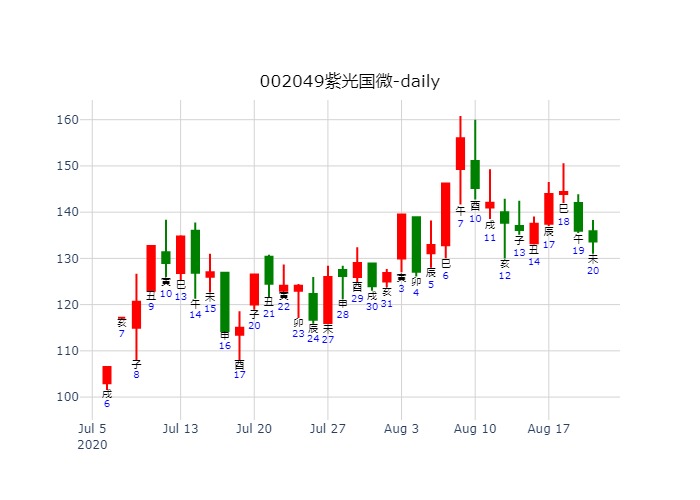 002049紫光国微-daily
160
150
140
130
120
110
100
戌
6
亥
7
子
8
丑
9
寅
10
巳
13
午
14
未
15
申
16
酉
17
子
20
丑
21
寅
22
卯
23
辰
24
未
27
申
28
酉
29
戌
30
亥
31
寅
3
卯
4
辰
5
巳
6
午
7
酉
10
戌
11
亥
12
子
13
丑
14
辰
17
巳
18
午
19
未
20
Jul 5
2020
Jul 13
Jul 20
Jul 27
Aug 3
Aug 10
Aug 17